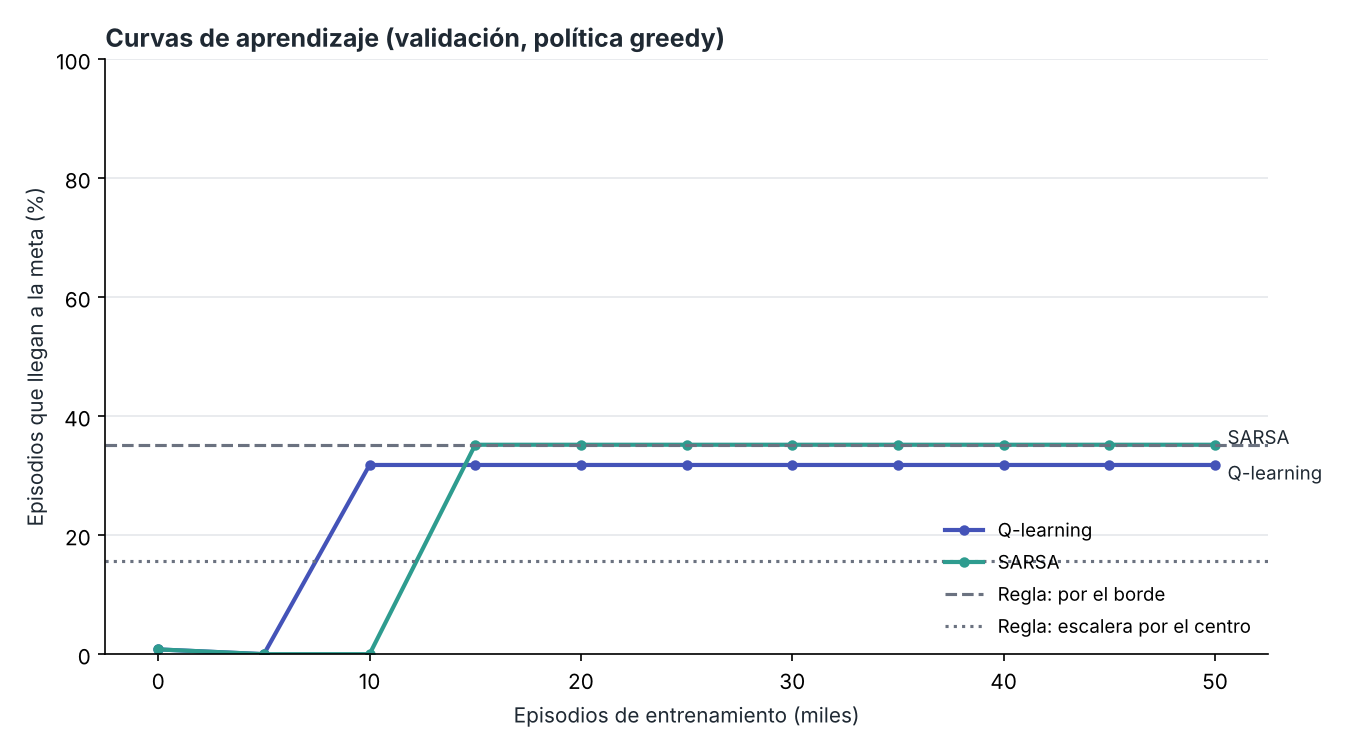 Curvas de aprendizaje (validación, política greedy)
Episodios que llegan a la meta (%)
100
80
60
40
20
0
SARSA
Q-learning
Q-learning
SARSA
Regla: por el borde
Regla: escalera por el centro
0 10 20 30 40 50
Episodios de entrenamiento (miles)